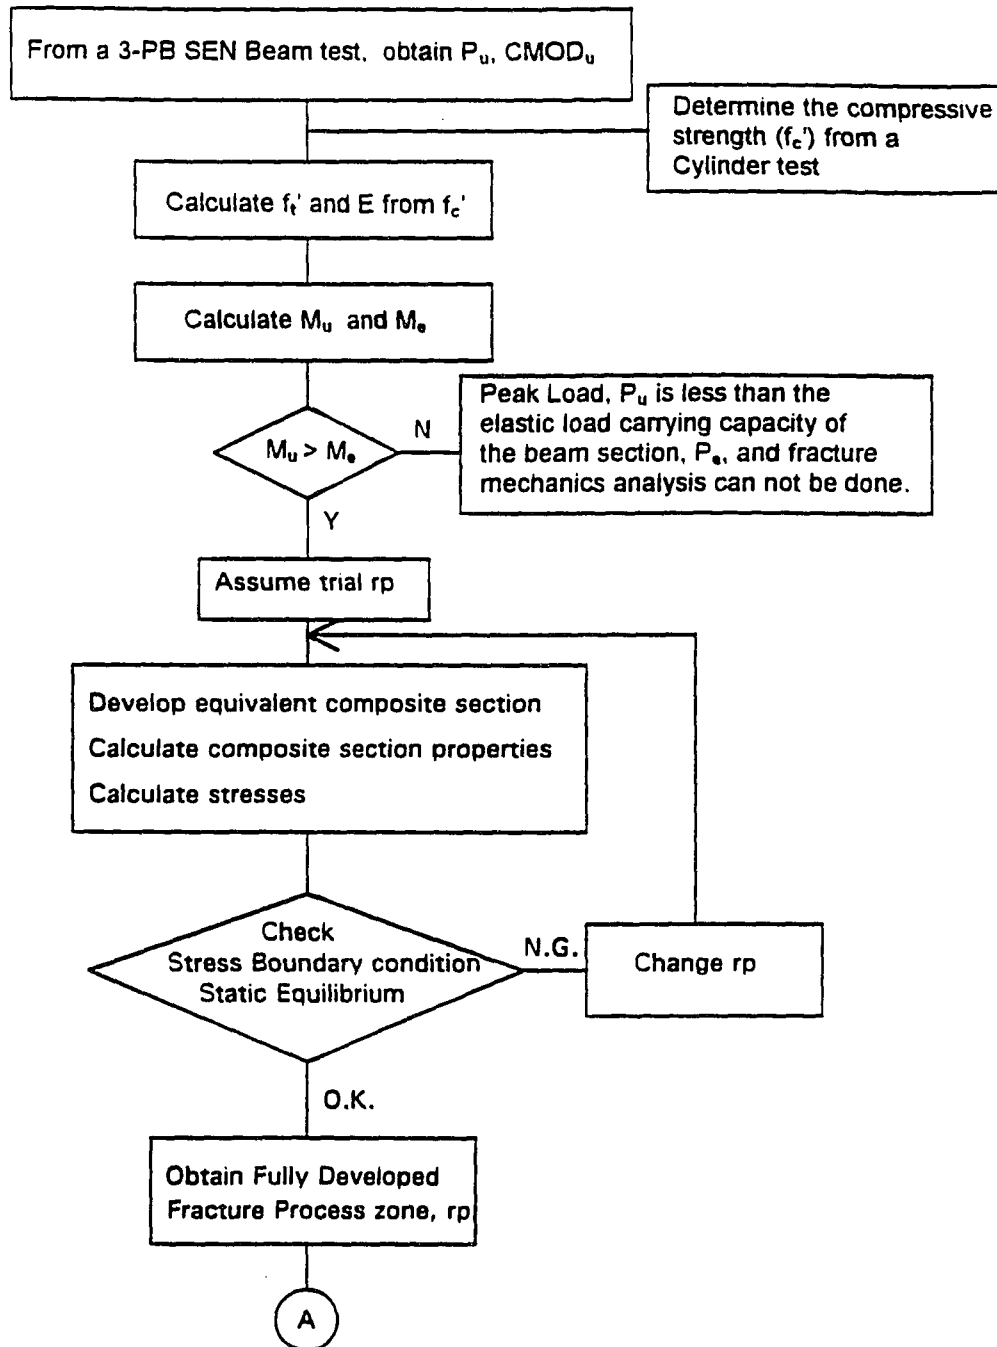 From a 3-PB SEN Beam test, obtain Pu, CMODu
Determine the compressive
strength (fc') from a
Cylinder test
Calculate ft' and E from fc'
Calculate Mu and Me
Mu > Me
N
Peak Load, Pu is less than the
elastic load carrying capacity of
the beam section, Pe, and fracture
mechanics analysis can not be done.
Y
Assume trial rp
Develop equivalent composite section
Calculate composite section properties
Calculate stresses
Check
Stress Boundary condition
Static Equilibrium
N.G.
Change rp
O.K.
Obtain Fully Developed
Fracture Process zone, rp
A